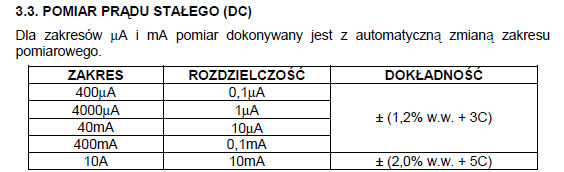 3.3. POMIAR PRĄDU STAŁEGO (DC)
Dla zakresów µA i mA pomiar dokonywany jest z automatyczną zmianą zakresu
pomiarowego.
ZAKRES ROZDZIELCZOŚĆ DOKŁADNOŚĆ
400µA 0,1µA
4000µA 1µA
± (1,2% w.w. + 3C)
40mA 10µA
400mA 0,1mA
10A 10mA ± (2,0% w.w. + 5C)